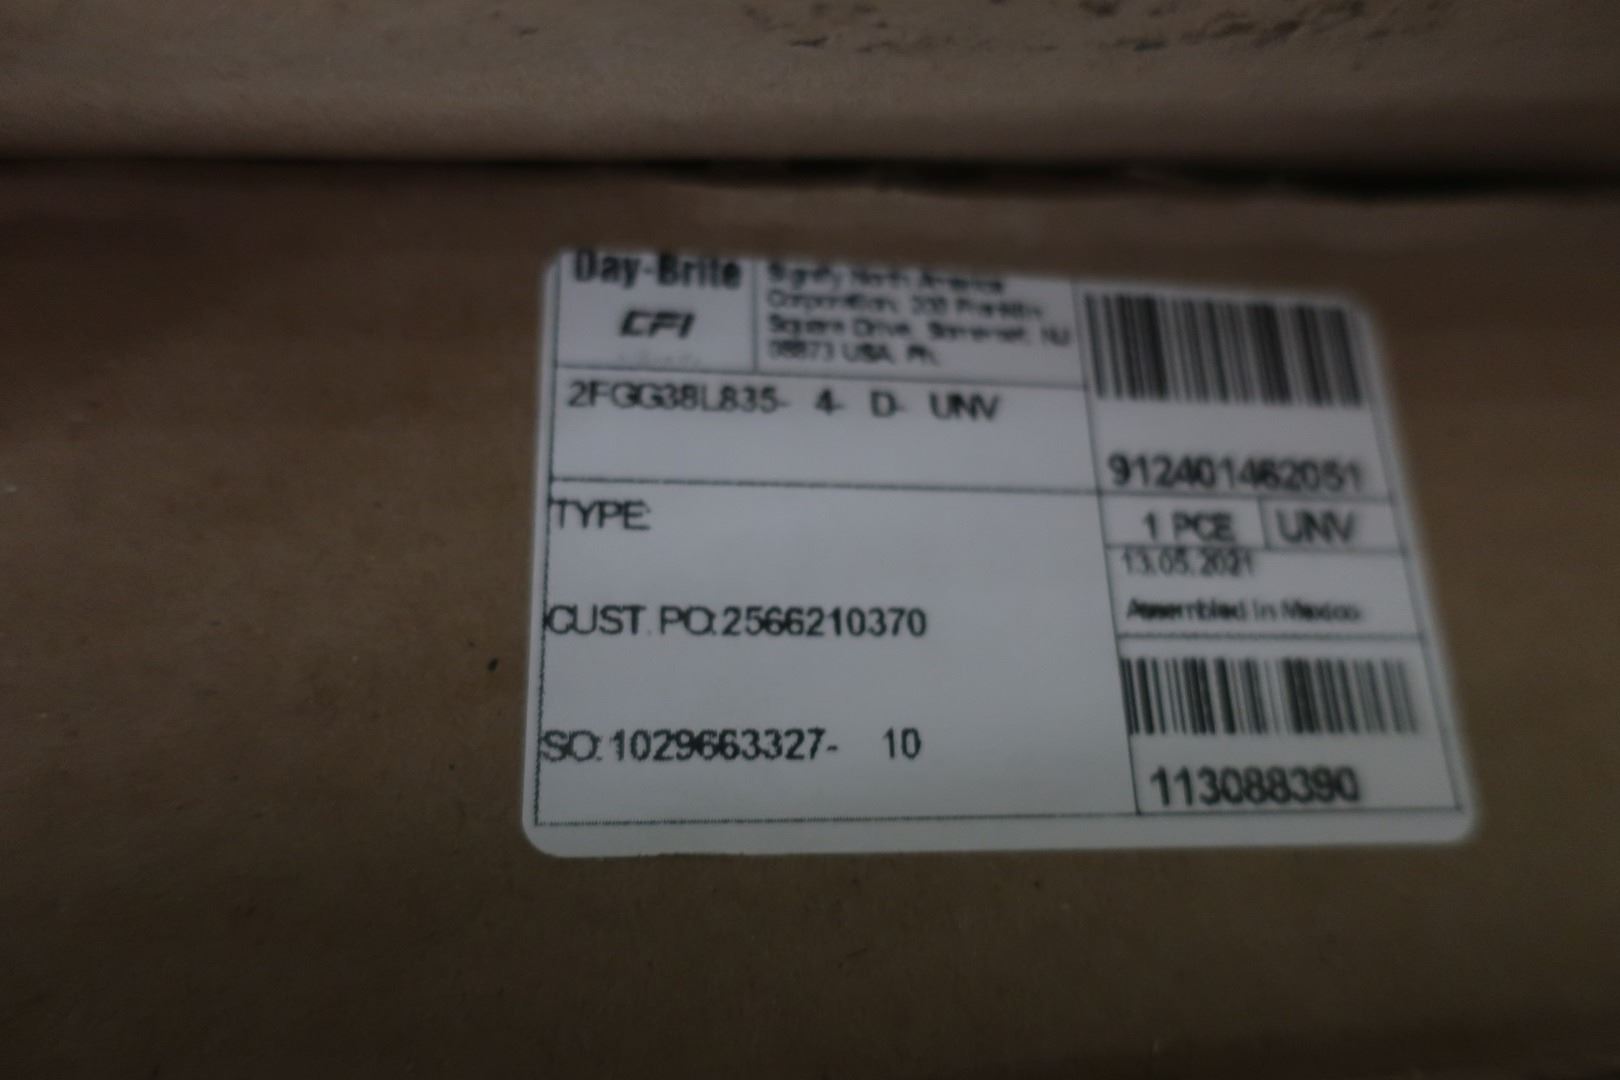 Day-Brite
CFI
Signify North America
Corporation, 200 Franklin
Square Drive, Somerset, NJ
08873 USA, Ph.
2FGG38L835- 4- D- UNV
TYPE:
CUST. PO:2566210370
SO:1029663327- 10
912401462051
1 PCE UNV
13.05.2021
Assembled in Mexico
113088390